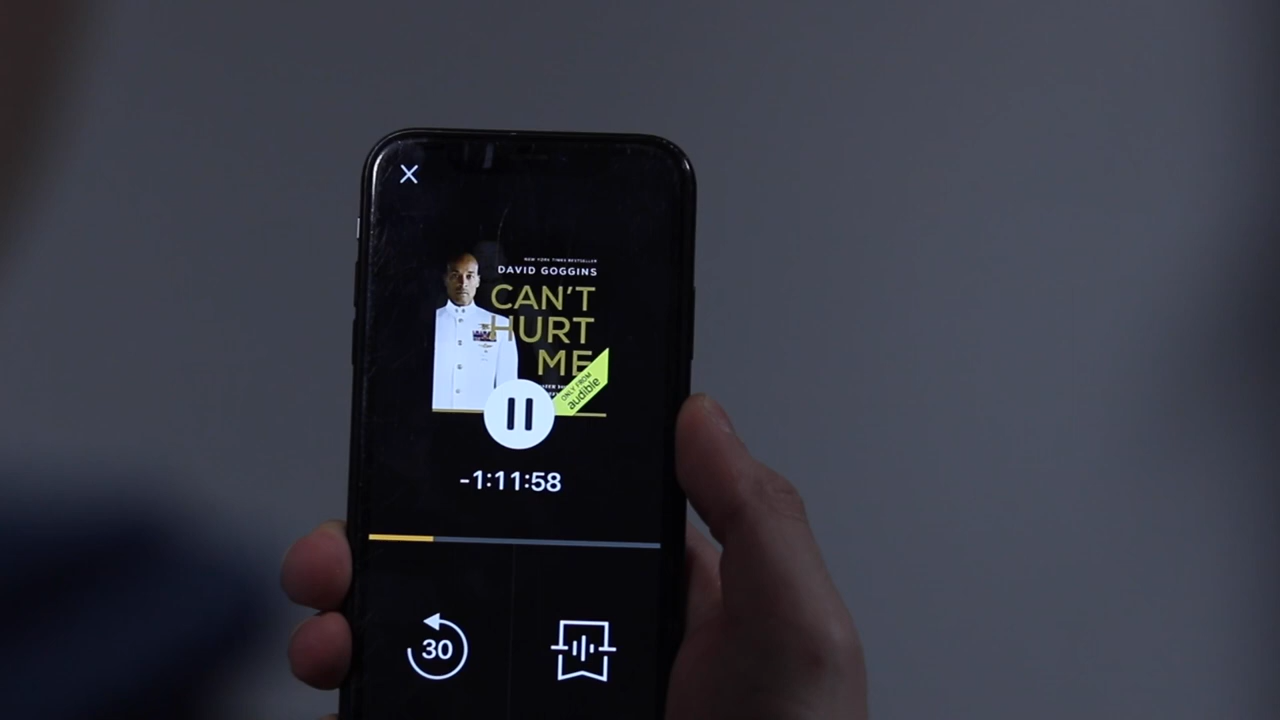 NEW YORK TIMES BESTSELLER
DAVID GOGGINS
CAN'T
HURT
ME
ONLY FROM
audible
-1:11:58
30